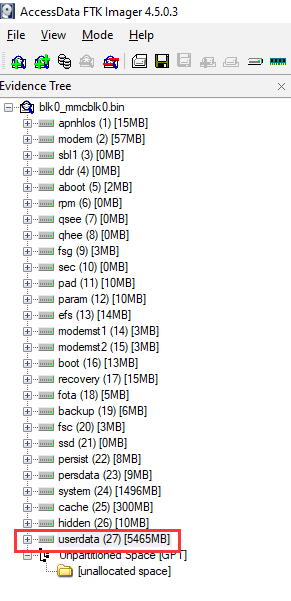 AccessData FTK Imager 4.5.0.3
File View Mode Help
Evidence Tree
blk0_mmcblk0.bin
apnhlos (1) [15MB]
modem (2) [57MB]
sbl1 (3) [0MB]
ddr (4) [0MB]
aboot (5) [2MB]
rpm (6) [0MB]
qsee (7) [0MB]
qhee (8) [0MB]
fsg (9) [3MB]
sec (10) [0MB]
pad (11) [10MB]
param (12) [10MB]
efs (13) [14MB]
modemst1 (14) [3MB]
modemst2 (15) [3MB]
boot (16) [13MB]
recovery (17) [15MB]
fota (18) [5MB]
backup (19) [6MB]
fsc (20) [3MB]
ssd (21) [0MB]
persist (22) [8MB]
persdata (23) [9MB]
system (24) [1496MB]
cache (25) [300MB]
hidden (26) [10MB]
userdata (27) [5465MB]
Unpartitioned Space [GPT]
[unallocated space]